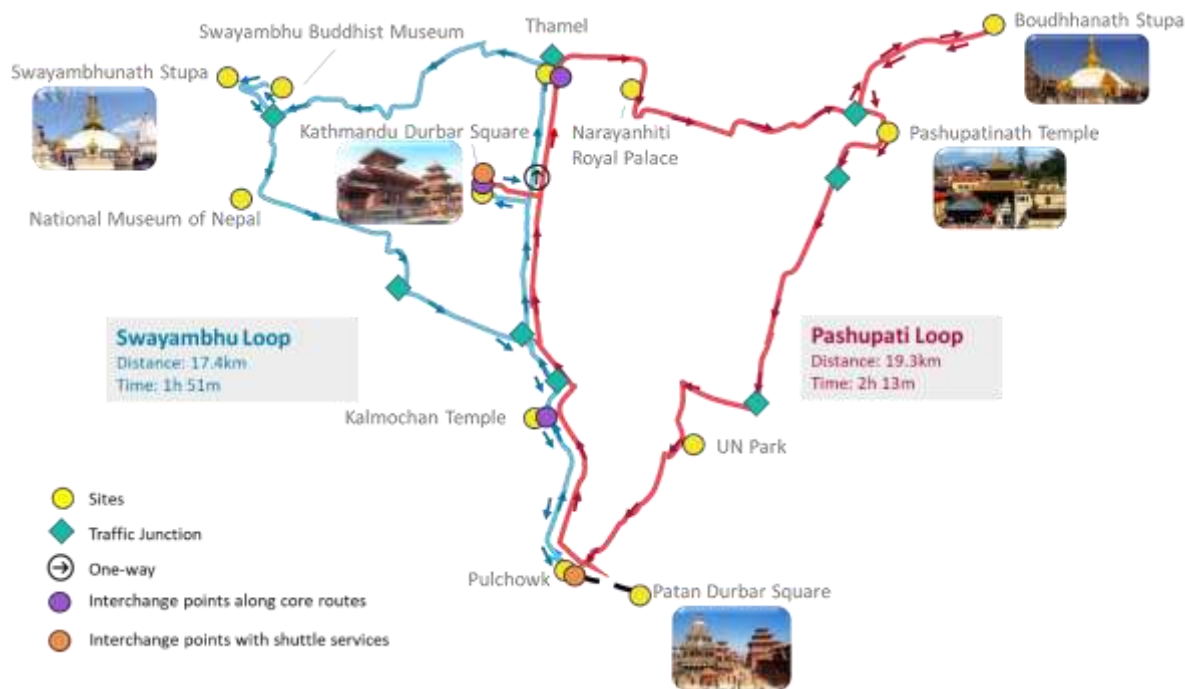 Thamel
Boudhhanath Stupa
Swayambhu Buddhist Museum
Swayambhunath Stupa
Kathmandu Durbar Square
Narayanhiti
Royal Palace
Pashupatinath Temple
National Museum of Nepal
Swayambhu Loop
Distance: 17.4km
Time: 1h 51m
Pashupati Loop
Distance: 19.3km
Time: 2h 13m
Kalmochan Temple
UN Park
Sites
Traffic Junction
One-way
Interchange points along core routes
Interchange points with shuttle services
Pulchowk
Patan Durbar Square